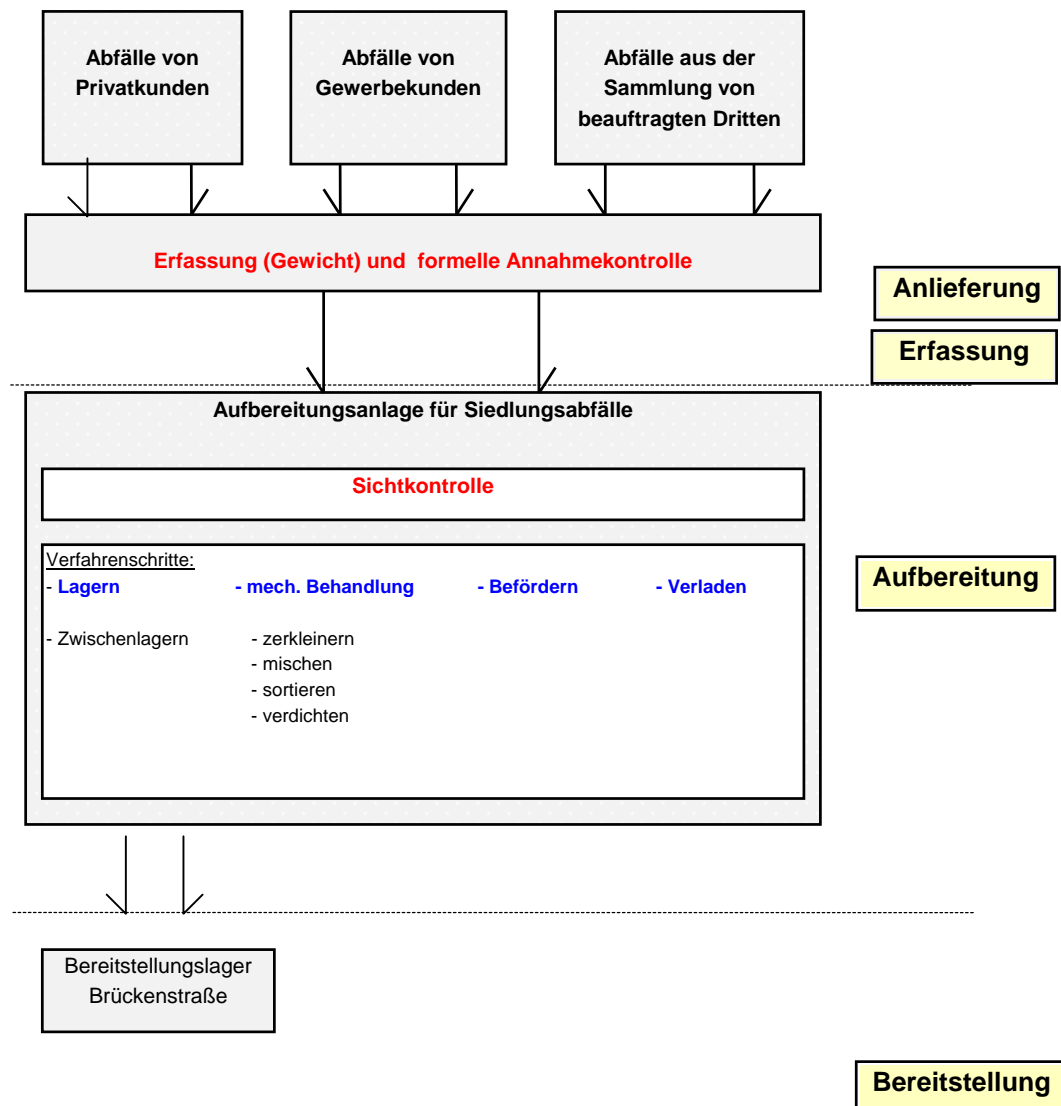 Abfälle von
Privatkunden
Abfälle von
Gewerbekunden
Abfälle aus der
Sammlung von
beauftragten Dritten
Erfassung (Gewicht) und  formelle Annahmekontrolle
Anlieferung
Erfassung
Aufbereitungsanlage für Siedlungsabfälle
Sichtkontrolle
Verfahrenschritte:
- Lagern - mech. Behandlung - Befördern - Verladen
- Zwischenlagern - zerkleinern
- mischen
- sortieren
- verdichten
Aufbereitung
Bereitstellungslager
Brückenstraße
Bereitstellung